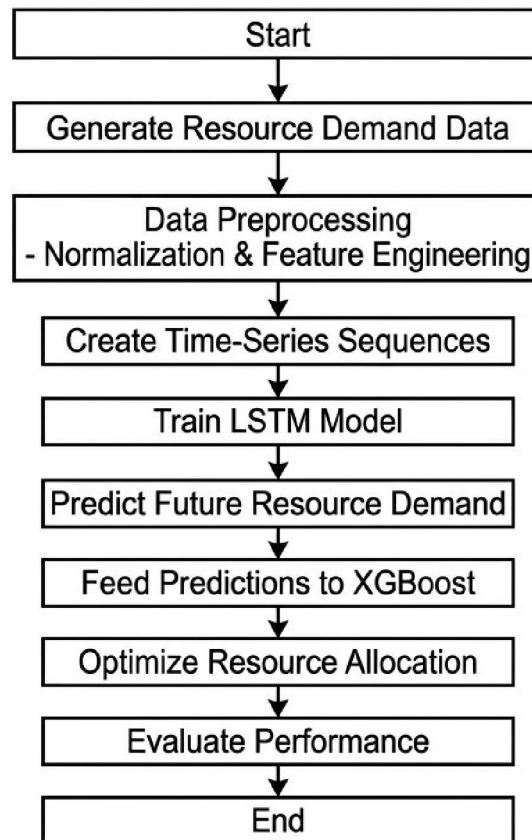 Start
Generate Resource Demand Data
Data Preprocessing
- Normalization & Feature Engineering
Create Time-Series Sequences
Train LSTM Model
Predict Future Resource Demand
Feed Predictions to XGBoost
Optimize Resource Allocation
Evaluate Performance
End